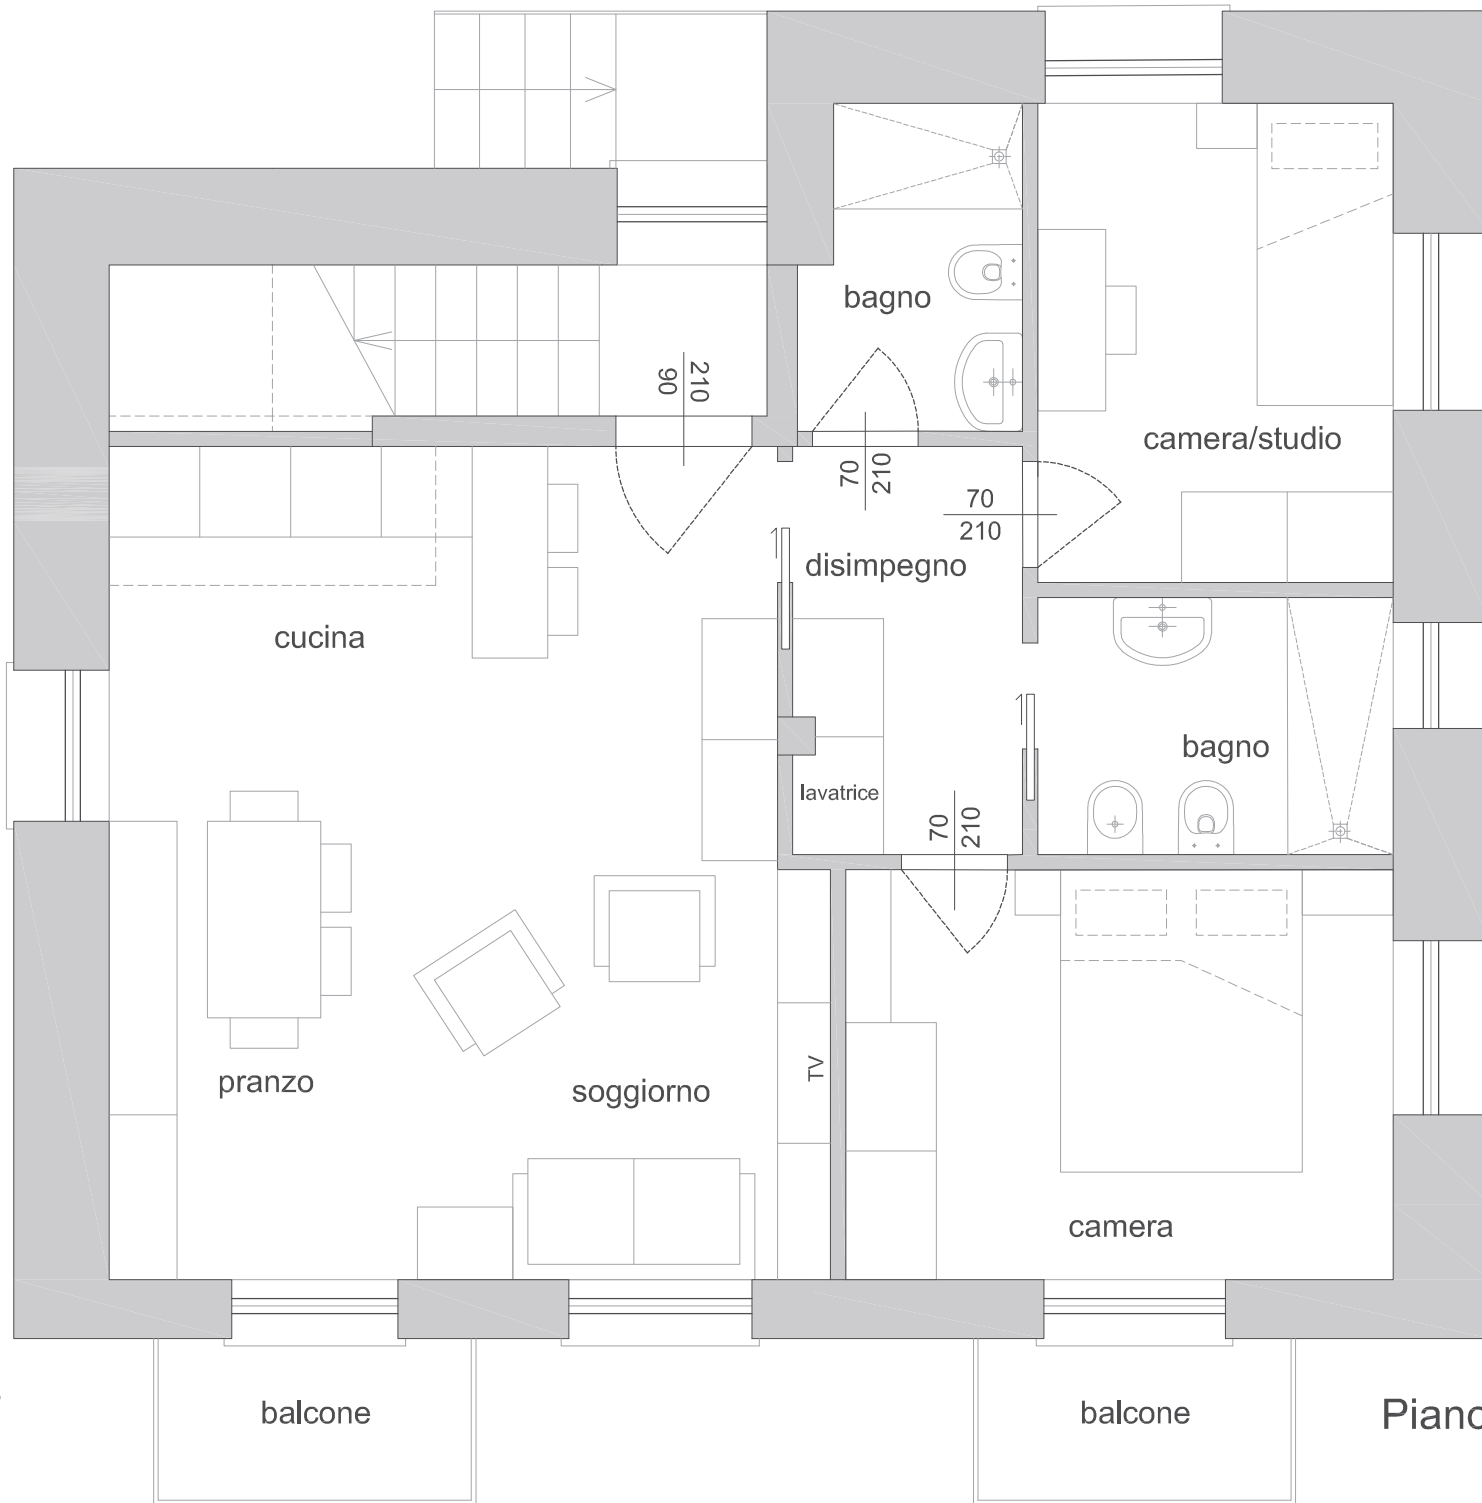 bagno
210
90
camera/studio
70
210
70
210
disimpegno
cucina
bagno
lavatrice
70
210
TV
pranzo
soggiorno
camera
balcone
balcone
Piano